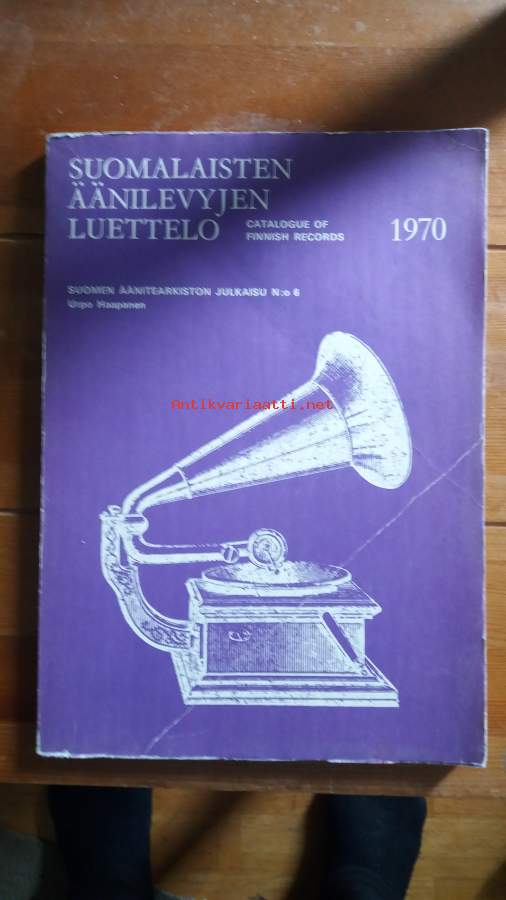 SUOMALAISTEN
ÄÄNILEVYJEN
LUETTELO CATALOGUE OF FINNISH RECORDS 1970
SUOMEN ÄÄNITEARKISTON JULKAISU N:o 6
Urpo Haapanen
Antikvariaatti.net